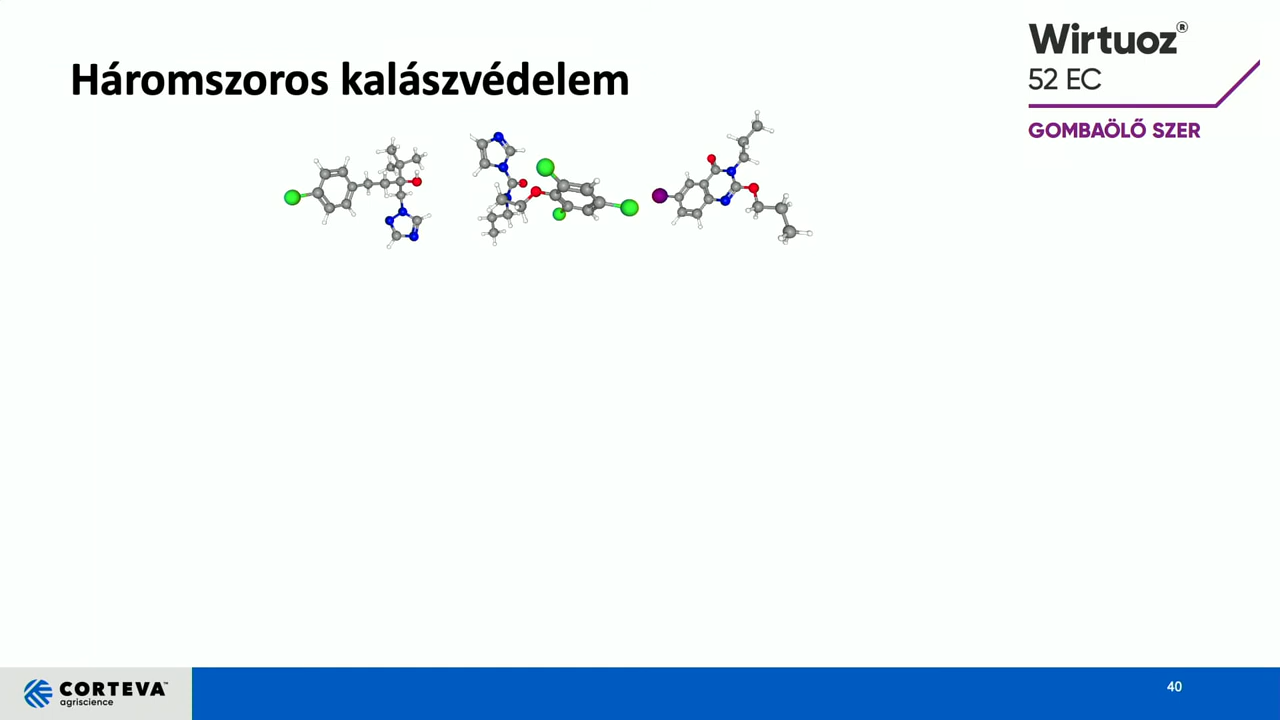 Háromszoros kalászvédelem
Wirtuoz®
52 EC
GOMBAÖLŐ SZER
CORTEVA™
agriscience
40